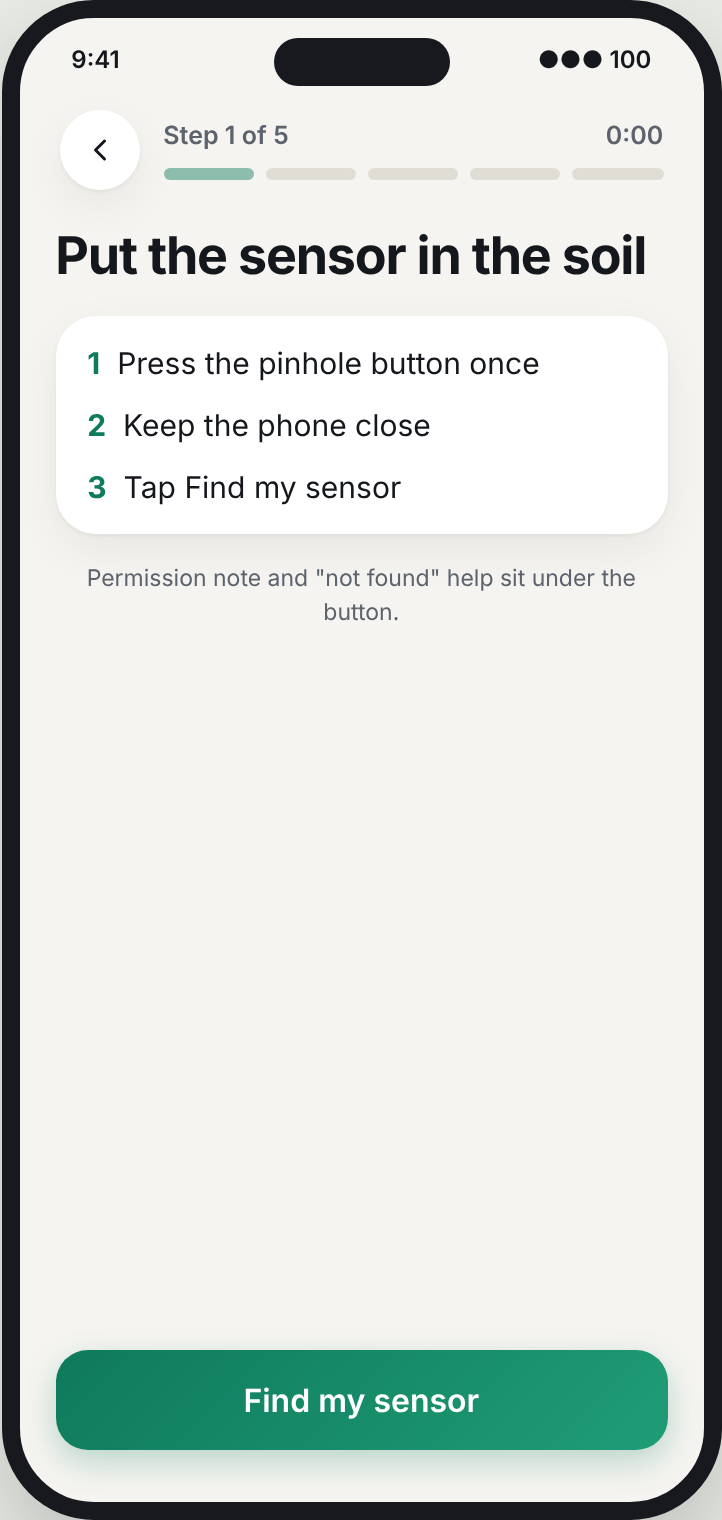 9:41
100
Step 1 of 5
0:00
Put the sensor in the soil
1 Press the pinhole button once
2 Keep the phone close
3 Tap Find my sensor
Permission note and "not found" help sit under the
button.
Find my sensor